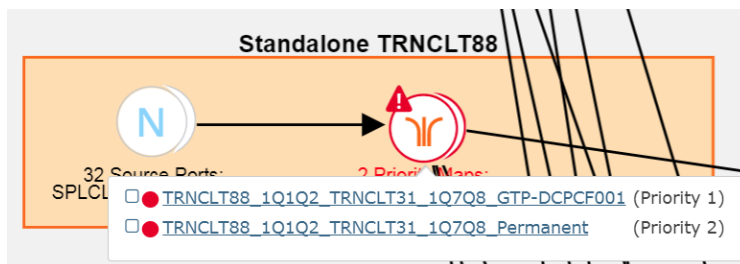 Standalone TRNCLT88
N
32 Source Ports:
2 Priority Maps:
SPLCL
TRNCLT88_1Q1Q2_TRNCLT31_1Q7Q8_GTP-DCPCF001 (Priority 1)
TRNCLT88_1Q1Q2_TRNCLT31_1Q7Q8_Permanent (Priority 2)